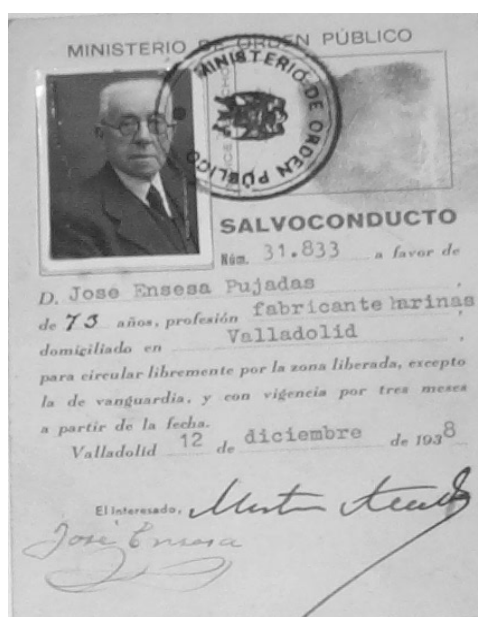 MINISTERIO DE ORDEN PÚBLICO
MINISTERIO DE ORDEN PÚBLICO
SALVOCONDUCTO
Núm. 31.833 a favor de
D. José Ensesa Pujadas,
de 73 años, profesión fabricante harinas,
domiciliado en Valladolid,
para circular libremente por la zona liberada, excepto
la de vanguardia, y con vigencia por tres meses
a partir de la fecha.
Valladolid 12 de diciembre de 1938
El Interesado,
José Ensesa